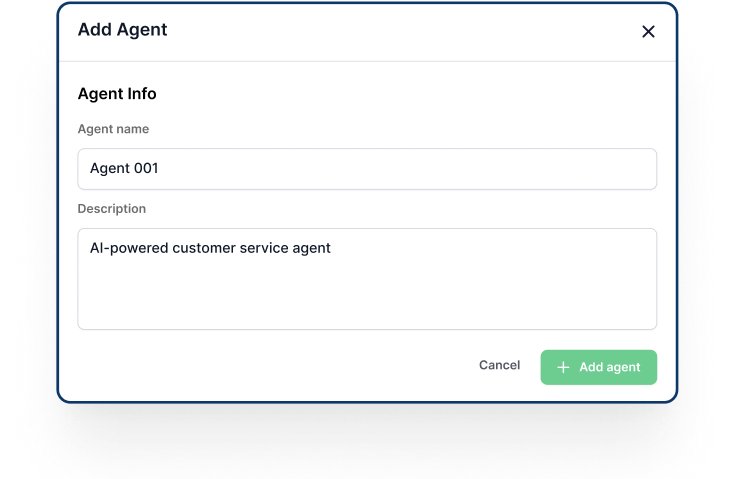 Add Agent
Agent Info
Agent name
Agent 001
Description
AI-powered customer service agent
Cancel
Add agent